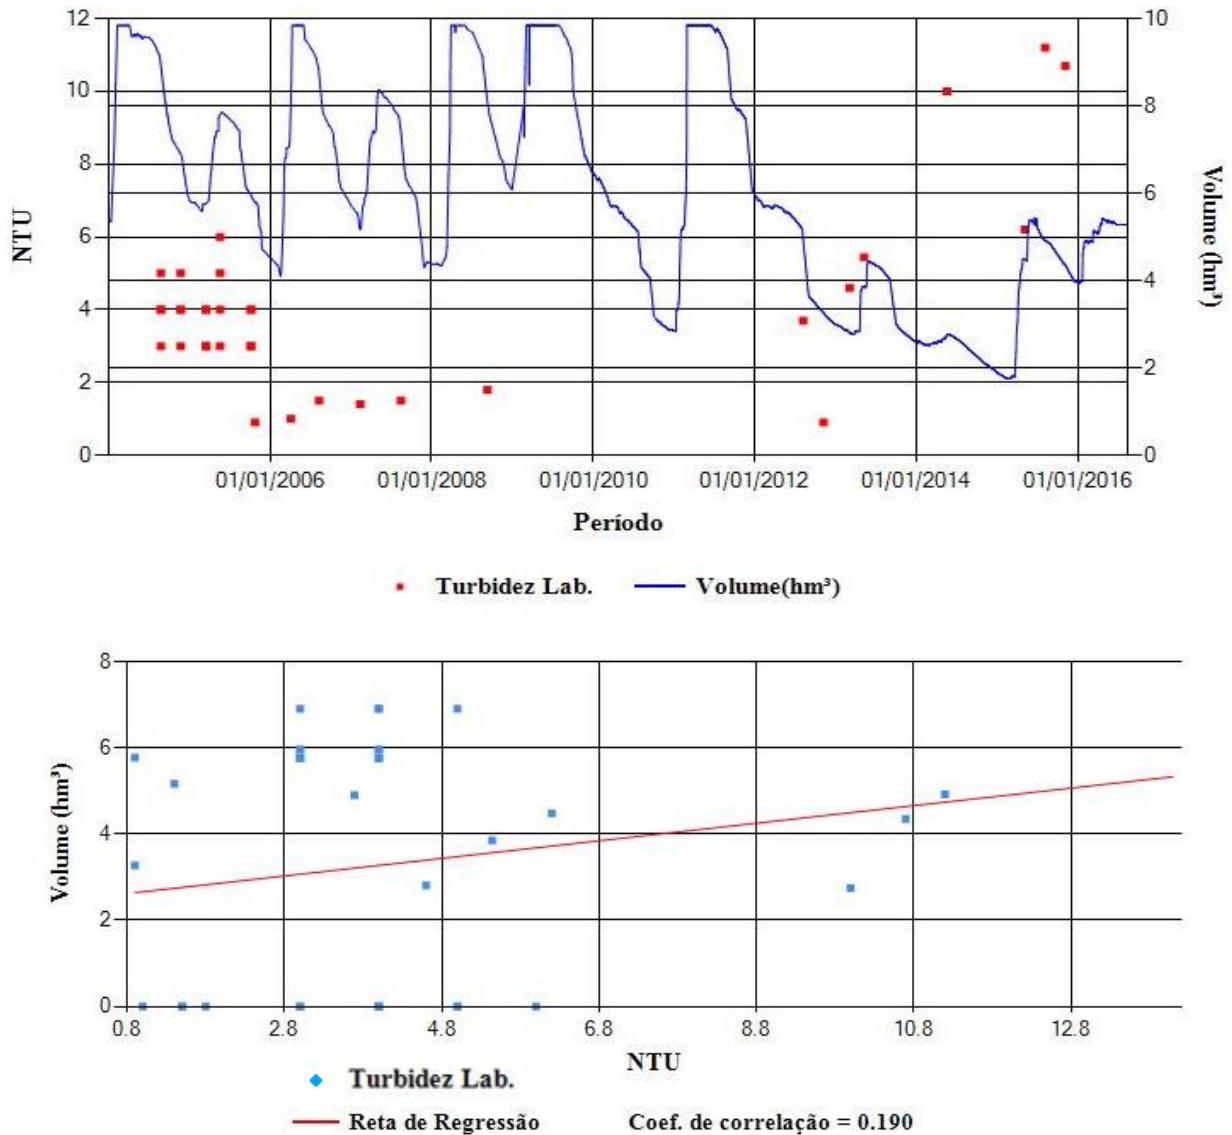 12
10
8
6
4
2
0
NTU
10
8
6
4
2
0
Volume (hm³)
01/01/2006 01/01/2008 01/01/2010 01/01/2012 01/01/2014 01/01/2016
Período
Turbidez Lab. Volume(hm³)
8
6
4
2
0
Volume (hm³)
0.8 2.8 4.8 6.8 8.8 10.8 12.8
NTU
Turbidez Lab.
Reta de Regressão Coef. de correlação = 0.190